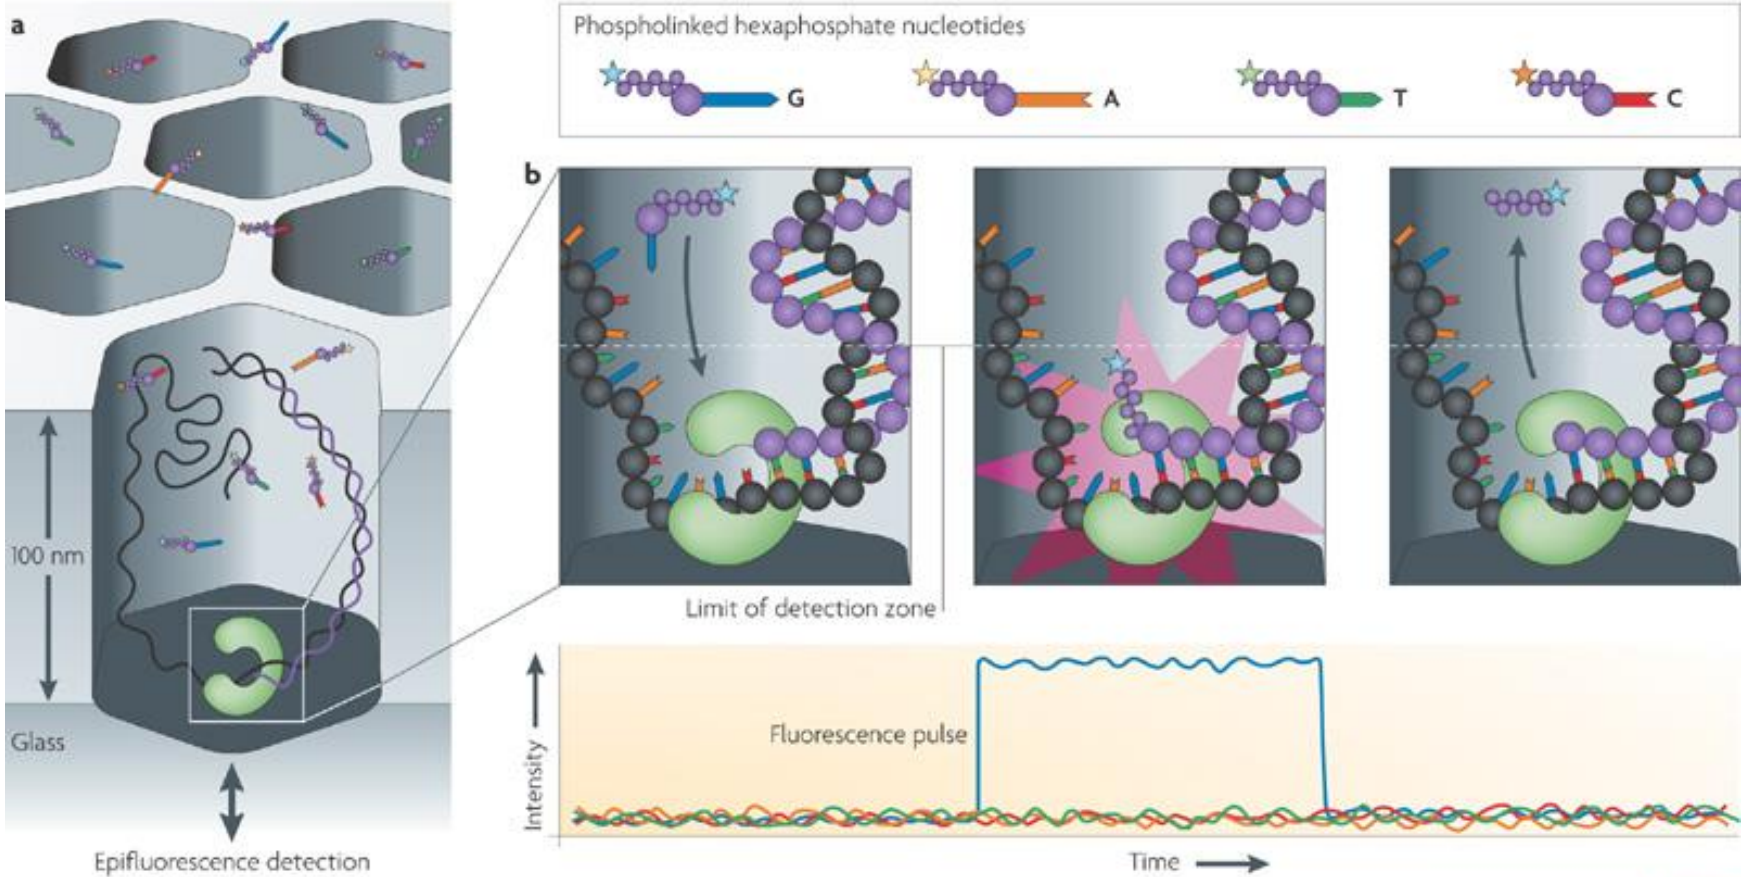 a
Phospholinked hexaphosphate nucleotides
G
A
T
C
b
100 nm
Glass
Epifluorescence detection
Limit of detection zone
Fluorescence pulse
Intensity
Time